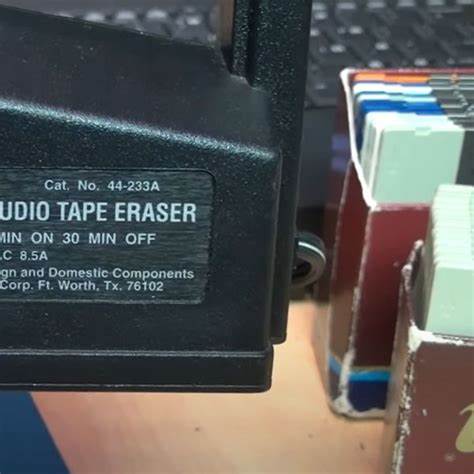 Cat. No. 44-233A
UDIO TAPE ERASER
MIN ON 30 MIN OFF
C 8.5A
gn and Domestic Components
Corp. Ft. Worth, Tx. 76102